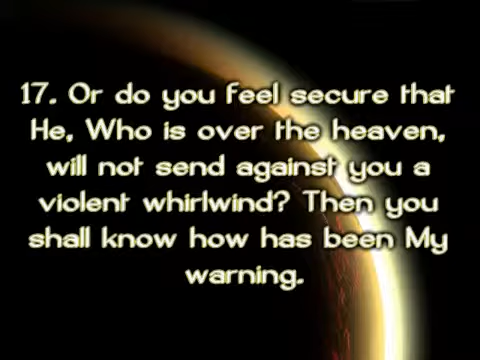 17. Or do you feel secure that
He, Who is over the heaven,
will not send against you a
violent whirlwind? Then you
shall know how has been My
warning.